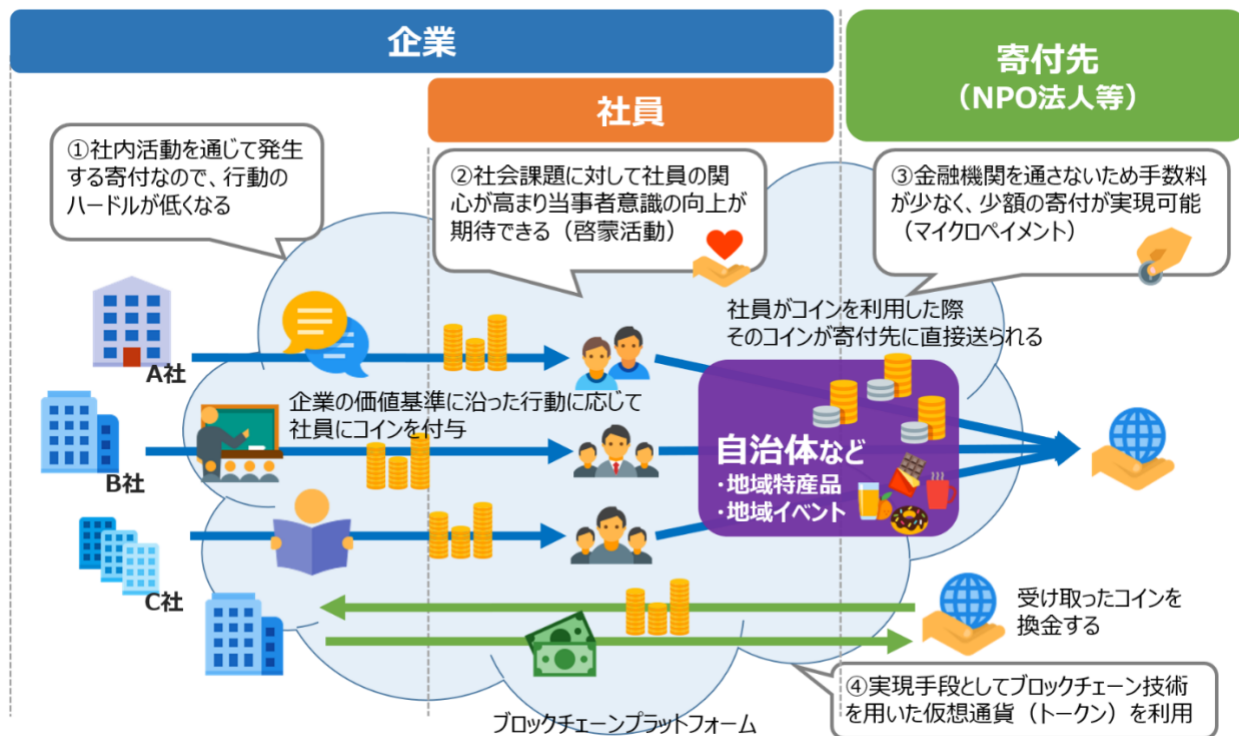 企業
社員
寄付先
（NPO法人等）
①社内活動を通じて発生
する寄付なので、行動の
ハードルが低くなる
②社会課題に対して社員の関
心が高まり当事者意識の向上が
期待できる（啓蒙活動）
③金融機関を通さないため手数料
が少なく、少額の寄付が実現可能
（マイクロペイメント）
社員がコインを利用した際
そのコインが寄付先に直接送られる
A社
企業の価値基準に沿った行動に応じて
社員にコインを付与
B社
自治体など
・地域特産品
・地域イベント
C社
受け取ったコインを
換金する
④実現手段としてブロックチェーン技術
を用いた仮想通貨（トークン）を利用
ブロックチェーンプラットフォーム